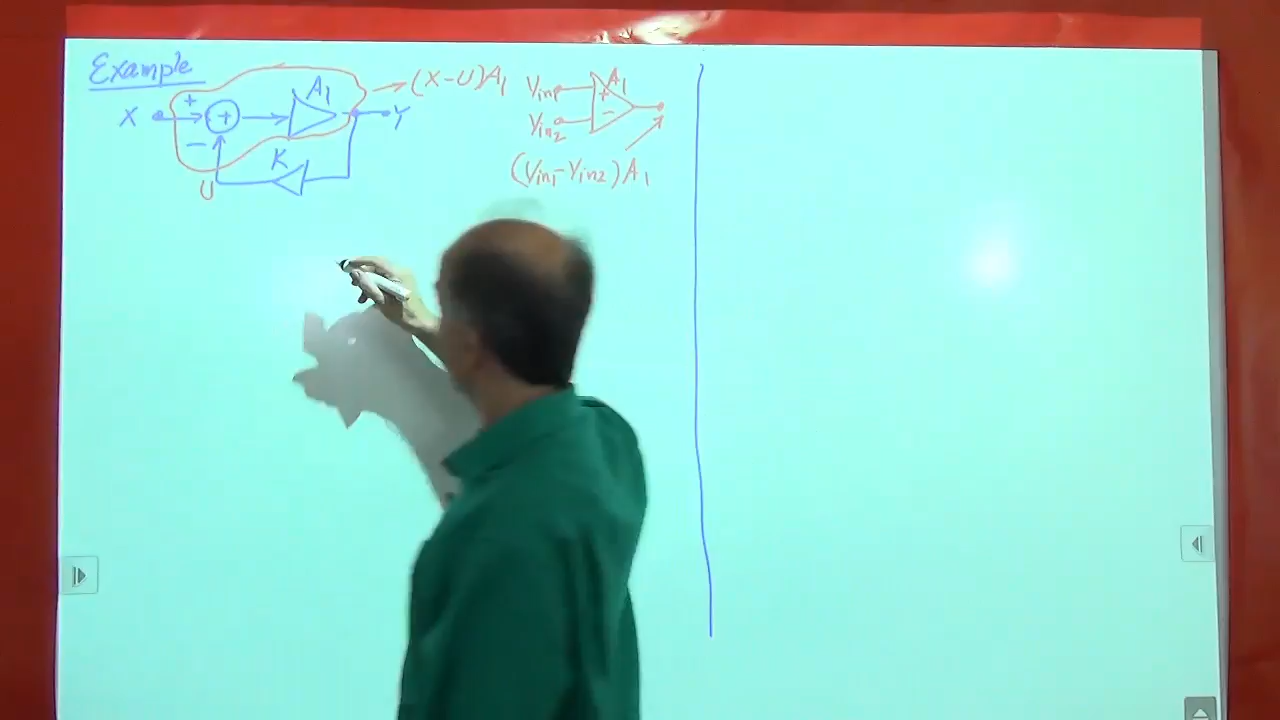 Example
X + + A₁ Y
−
K
U
→ (X-U)A₁
Vin₁ A₁
+
Vin₂ −
(Vin₁-Vin₂)A₁